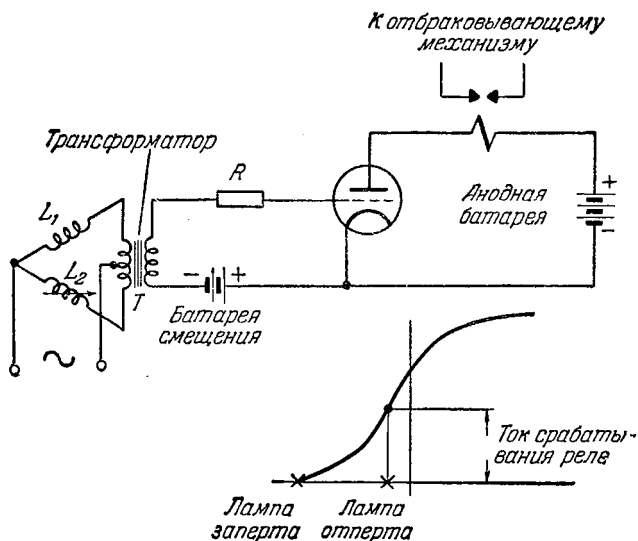 К отбраковывающему
механизму
Трансформатор
R
L₁
Анодная
батарея
+
-
L₂
T
- +
Батарея
смещения
~
Ток срабаты-
вания реле
Лампа
заперта
Лампа
отперта